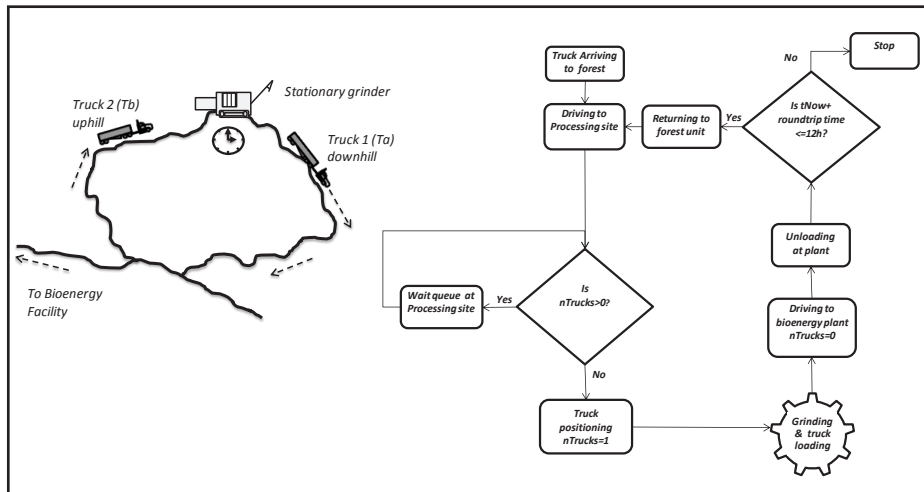 Truck 2 (Tb)
uphill
Stationary grinder
Truck 1 (Ta)
downhill
To Bioenergy
Facility
Truck Arriving
to forest
Driving to
Processing site
Returning to
forest unit
Yes
Is tNow+
roundtrip time
<=12h?
No
Stop
Unloading
at plant
Driving to
bioenergy plant
nTrucks=0
Wait queue at
Processing site
Yes
Is
nTrucks>0?
No
Truck
positioning
nTrucks=1
Grinding
& truck
loading